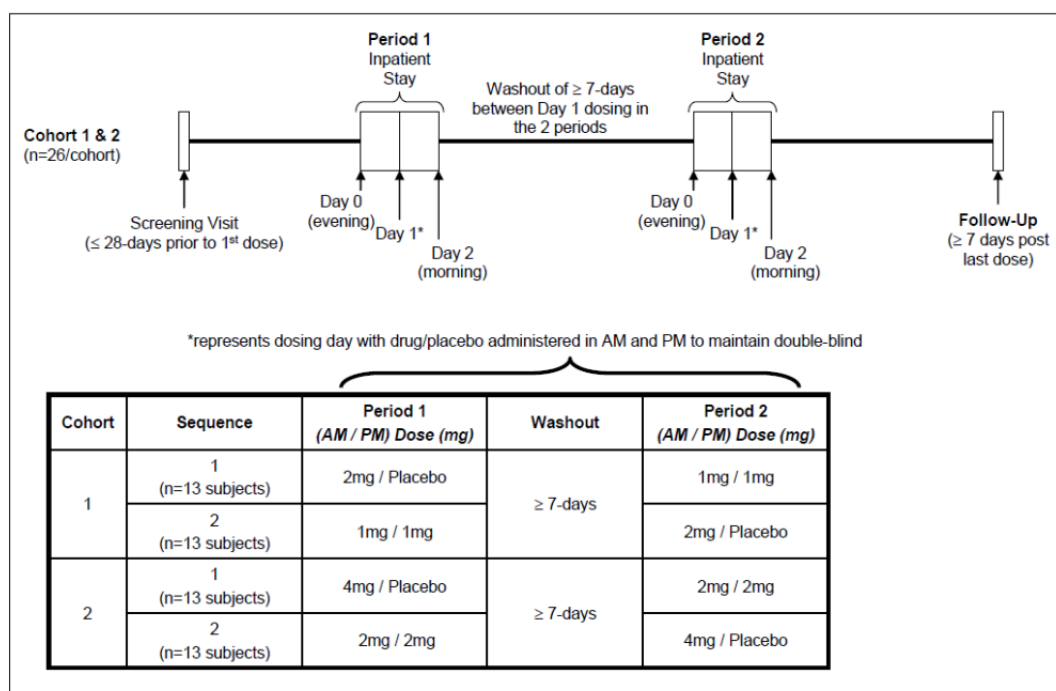 Period 1
Inpatient
Stay
Period 2
Inpatient
Stay
Washout of ≥ 7-days
between Day 1 dosing in
the 2 periods
Cohort 1 & 2
(n=26/cohort)
Screening Visit
(≤ 28-days prior to 1st dose)
Day 0
(evening)
Day 1*
Day 2
(morning)
Day 0
(evening)
Day 1*
Day 2
(morning)
Follow-Up
(≥ 7 days post
last dose)
*represents dosing day with drug/placebo administered in AM and PM to maintain double-blind
Cohort Sequence Period 1 (AM / PM) Dose (mg) Washout Period 2 (AM / PM) Dose (mg)
1 1 (n=13 subjects) 2mg / Placebo ≥ 7-days 1mg / 1mg
2 (n=13 subjects) 1mg / 1mg 2mg / Placebo
2 1 (n=13 subjects) 4mg / Placebo ≥ 7-days 2mg / 2mg
2 (n=13 subjects) 2mg / 2mg 4mg / Placebo